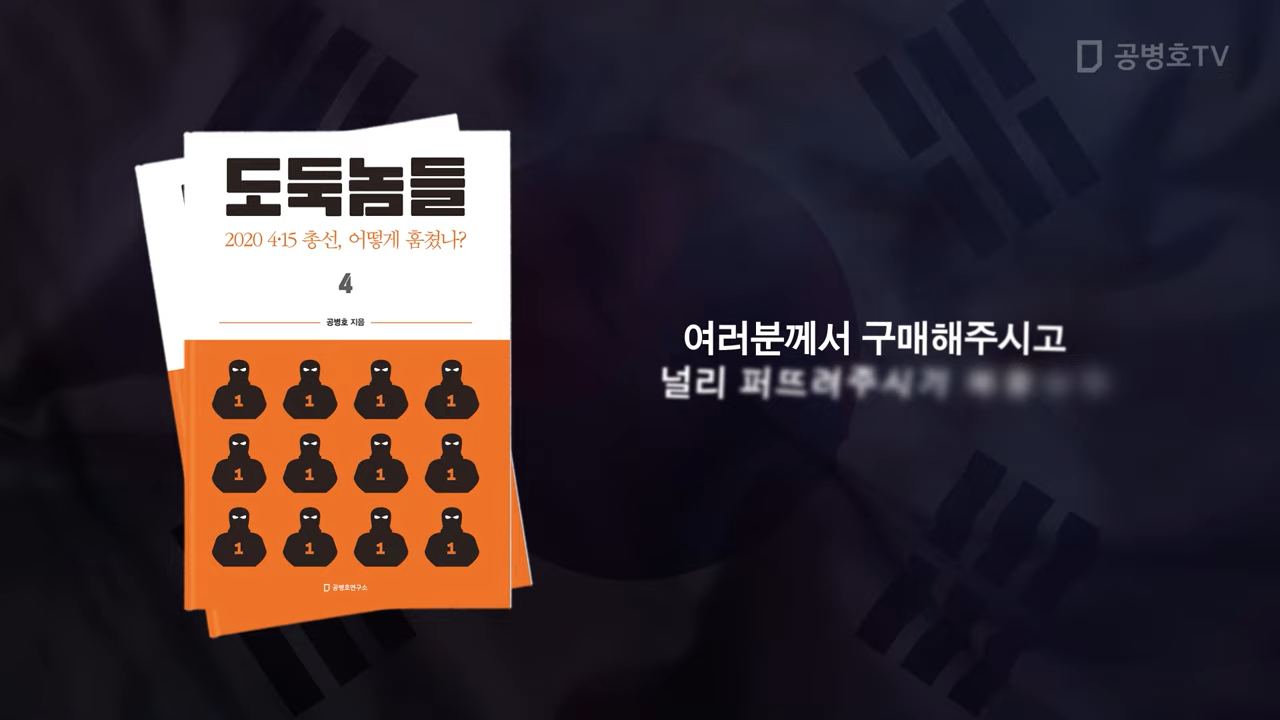 공병호TV
도둑놈들
2020 4·15 총선, 어떻게 훔쳤나?
4
공병호 지음
1 1 1 1
1 1 1 1
1 1 1 1
공병호연구소
여러분께서 구매해주시고
널리 퍼뜨려주시기